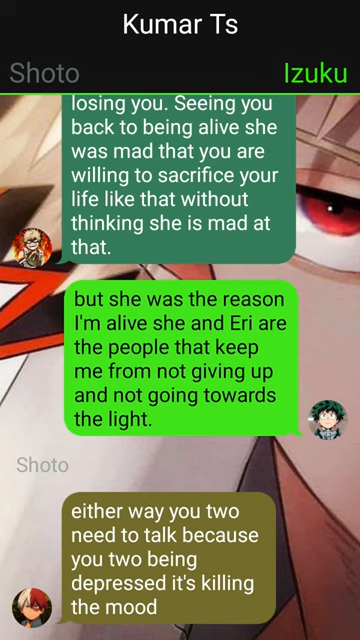 Kumar Ts
Shoto
Izuku
losing you. Seeing you
back to being alive she
was mad that you are
willing to sacrifice your
life like that without
thinking she is mad at
that.
but she was the reason
I'm alive she and Eri are
the people that keep
me from not giving up
and not going towards
the light.
Shoto
either way you two
need to talk because
you two being
depressed it's killing
the mood